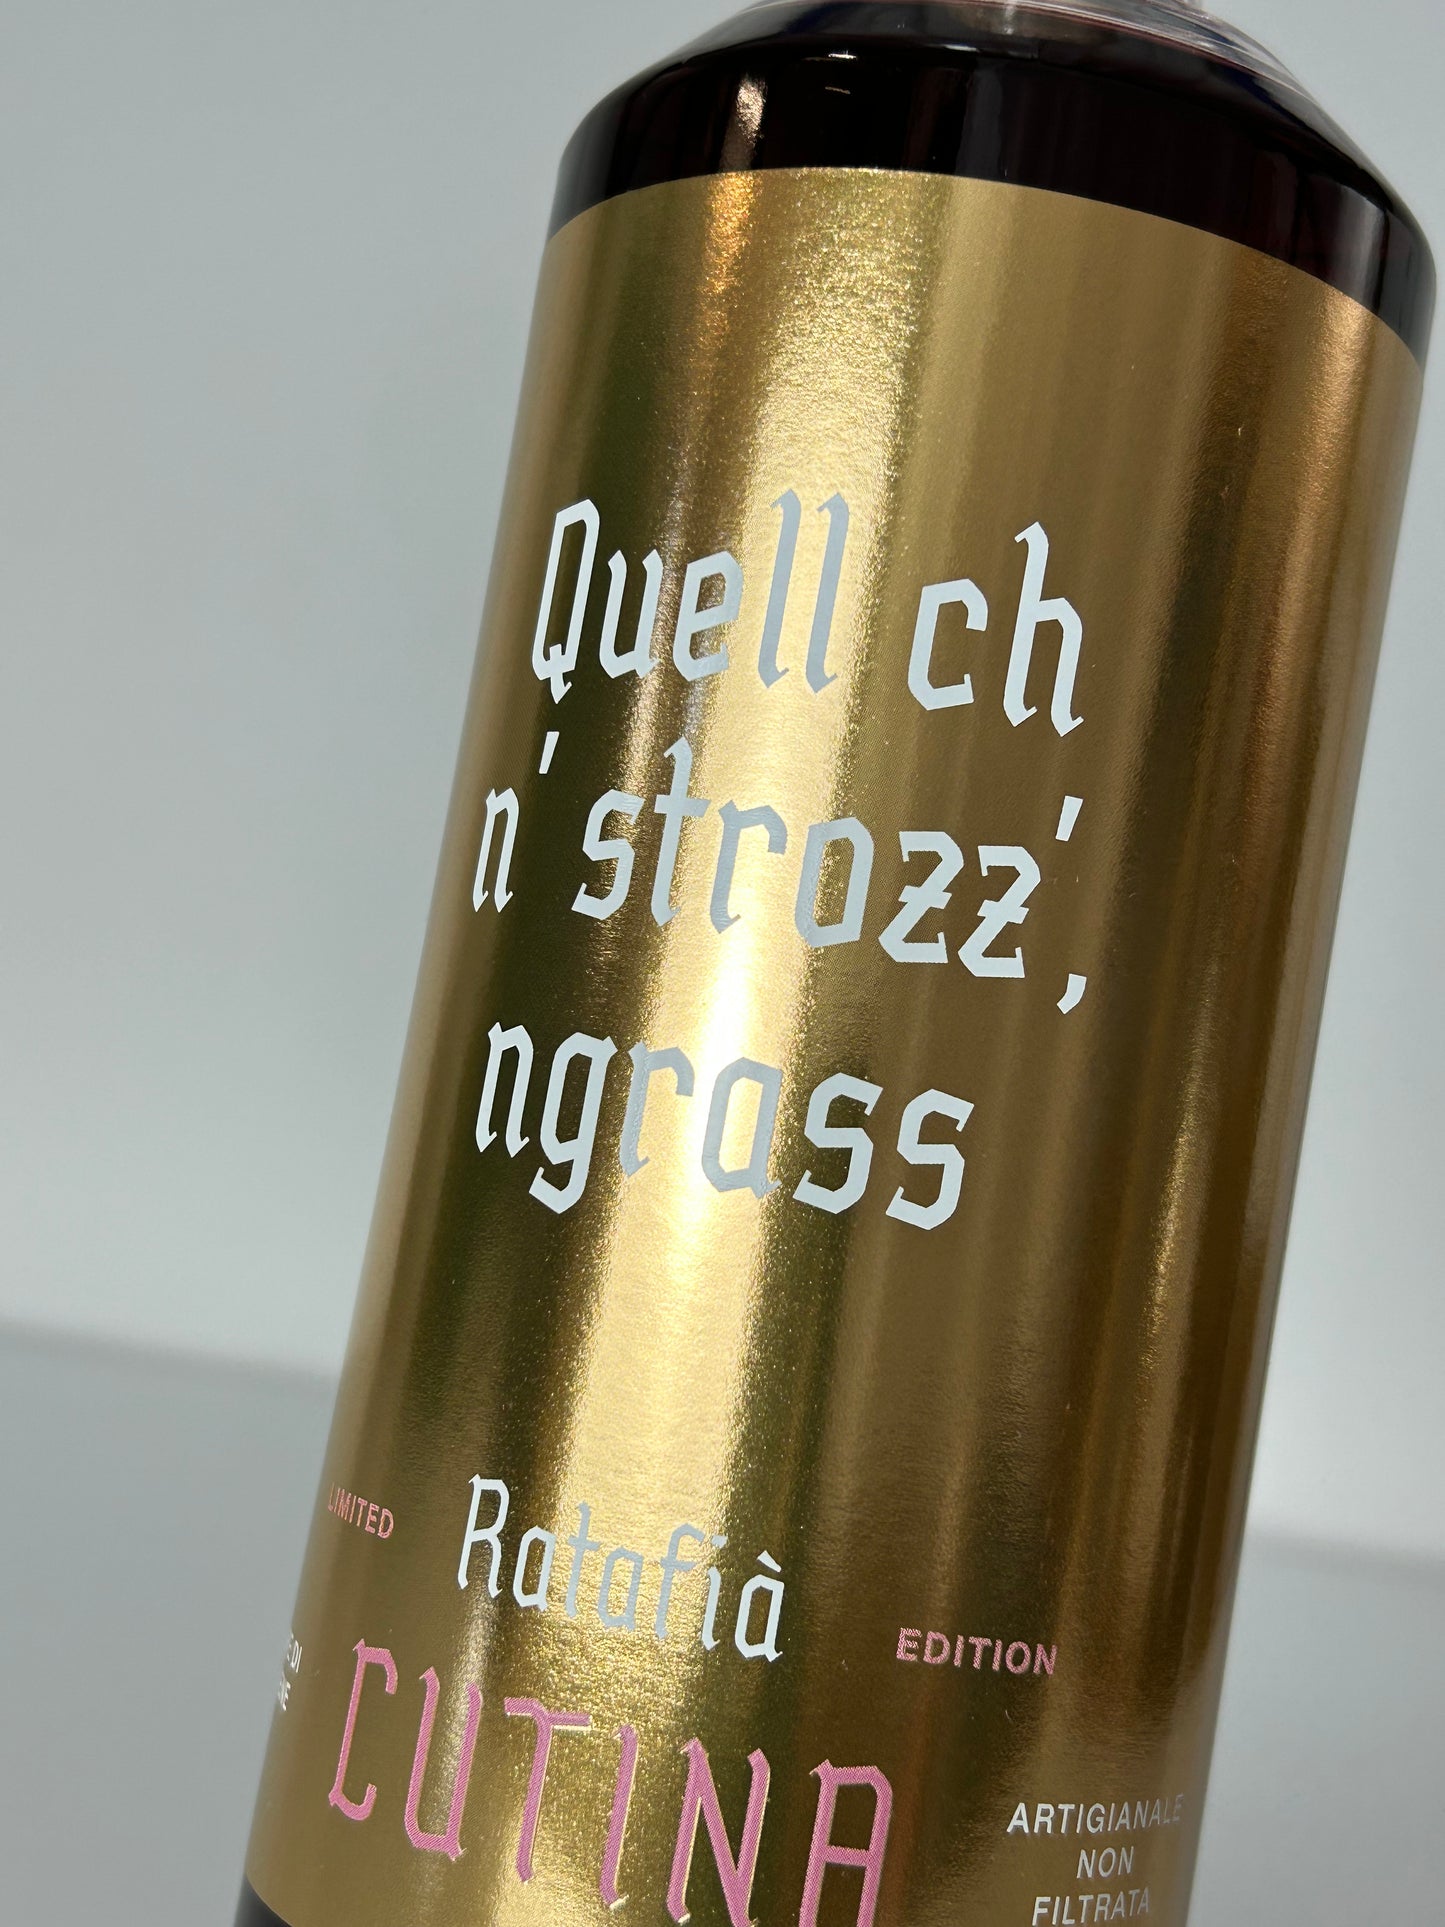 Quell ch
n' strozz',
ngrass
LIMITED
Ratafià
EDITION
CUTINA
ARTIGIANALE
NON
FILTRATA